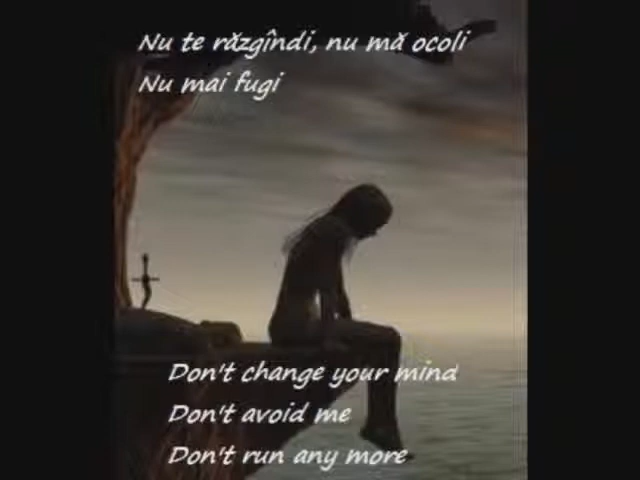 Nu te răzgîndi, nu mă ocoli
Nu mai fugi
Don't change your mind
Don't avoid me
Don't run any more